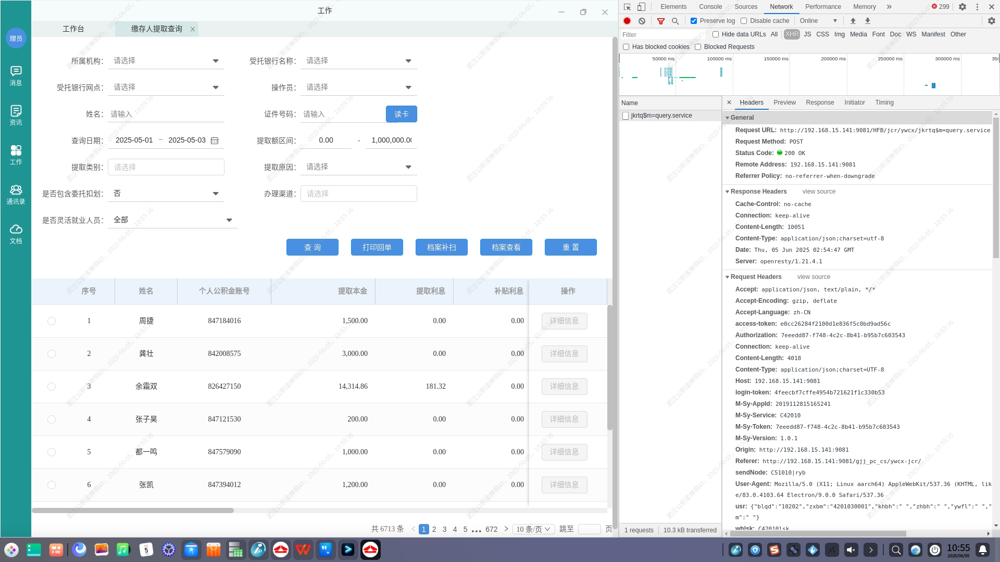 工作
工作台
缴存人提取查询
理员
消息
资讯
工作
通讯录
文档
所属机构: 请选择
受托银行名称: 请选择
受托银行网点: 请选择
操作员: 请选择
姓名: 请输入
证件号码: 请输入 读卡
查询日期: 2025-05-01 ~ 2025-05-03
提取额区间: 0.00 - 1,000,000.00
提取类别: 请选择
提取原因: 请选择
是否包含委托扣划: 否
办理渠道: 请选择
是否灵活就业人员: 全部
查 询 打印回单 档案补扫 档案查看 重 置
序号 姓名 个人公积金账号 提取本金 提取利息 补贴利息 操作
1 周捷 847184016 1,500.00 0.00 0.00 详细信息
2 龚壮 842008575 3,000.00 0.00 0.00 详细信息
3 余霜双 826427150 14,314.86 181.32 0.00 详细信息
4 张子昊 847121530 200.00 0.00 0.00 详细信息
5 都一鸣 847579090 1,000.00 0.00 0.00 详细信息
6 张凯 847394012 1,200.00 0.00 0.00 详细信息
共 6713 条 < 1 2 3 4 5 ••• 672 > 10 条/页 跳至 页
Elements Console Sources Network Performance Memory » 299
Preserve log Disable cache Online
Filter Hide data URLs All XHR JS CSS Img Media Font Doc WS Manifest Other
Has blocked cookies Blocked Requests
50000 ms 100000 ms 150000 ms 200000 ms 250000 ms 300000 ms
Name
jkrtq$m=query.service
Headers Preview Response Initiator Timing
General
Request URL: http://192.168.15.141:9081/HFB/jcr/ywcx/jkrtq$m=query.service
Request Method: POST
Status Code: 200 OK
Remote Address: 192.168.15.141:9081
Referrer Policy: no-referrer-when-downgrade
Response Headers view source
Cache-Control: no-cache
Connection: keep-alive
Content-Length: 10051
Content-Type: application/json;charset=utf-8
Date: Thu, 05 Jun 2025 02:54:47 GMT
Server: openresty/1.21.4.1
Request Headers view source
Accept: application/json, text/plain, */*
Accept-Encoding: gzip, deflate
Accept-Language: zh-CN
access-token: e0cc26284f2100d1e836f5c0bd9ad56c
Authorization: 7eeedd87-f748-4c2c-8b41-b95b7c603543
Connection: keep-alive
Content-Length: 4018
Content-Type: application/json;charset=UTF-8
Host: 192.168.15.141:9081
login-token: 4feecbf7cffe4954b721621f1c330b53
M-Sy-AppId: 2019112815165241
M-Sy-Service: C42010
M-Sy-Token: 7eeedd87-f748-4c2c-8b41-b95b7c603543
M-Sy-Version: 1.0.1
Origin: http://192.168.15.141:9081
Referer: http://192.168.15.141:9081/gjj_pc_cs/ywcx-jcr/
sendNode: C51010|ryb
User-Agent: Mozilla/5.0 (X11; Linux aarch64) AppleWebKit/537.36 (KHTML, lik
e/83.0.4103.64 Electron/9.0.0 Safari/537.36
usr: {"blqd":"10202","zxbm":"4201030001","khbh":" ","zhbh":" ","ywfl":" ","
m":" "}
whlsk: C42010lsk
1 requests 10.3 kB transferred
10:55
2025/06/05